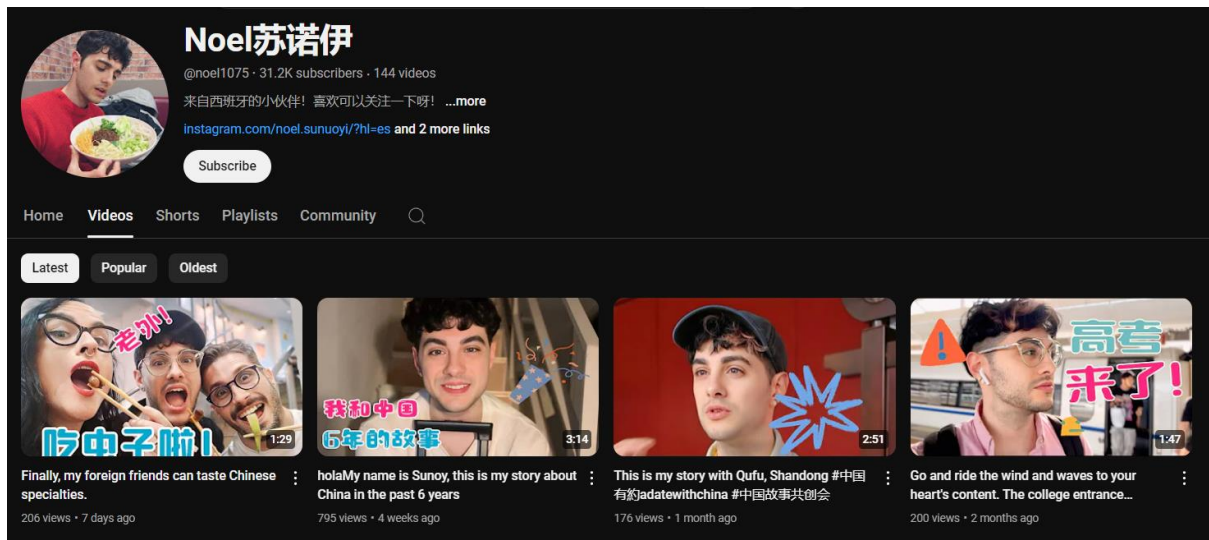 Noel苏诺伊
@noel1075 · 31.2K subscribers · 144 videos
来自西班牙的小伙伴！喜欢可以关注一下呀！ ...more
instagram.com/noel.sunuoyi/?hl=es and 2 more links
Subscribe
Home Videos Shorts Playlists Community
Latest Popular Oldest
老外!
吃虫子啦!
1:29
Finally, my foreign friends can taste Chinese
specialties.
206 views • 7 days ago
我和中国
6年的故事
3:14
holaMy name is Sunoy, this is my story about
China in the past 6 years
795 views • 4 weeks ago
2:51
This is my story with Qufu, Shandong #中国
有約adatewithchina #中国故事共创会
176 views • 1 month ago
高考
来了!
1:47
Go and ride the wind and waves to your
heart's content. The college entrance...
200 views • 2 months ago